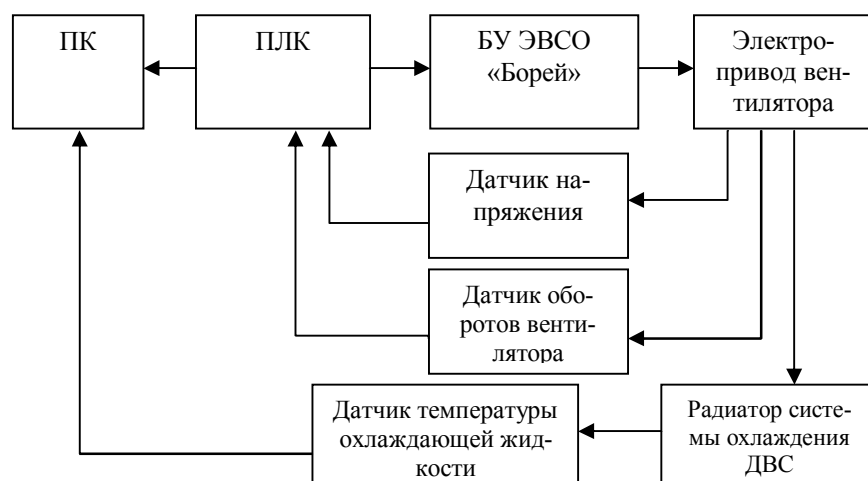 ПК
ПЛК
БУ ЭВСО
«Борей»
Электро-
привод вен-
тилятора
Датчик на-
пряжения
Датчик обо-
ротов венти-
лятора
Датчик температуры
охлаждающей жид-
кости
Радиатор систе-
мы охлаждения
ДВС